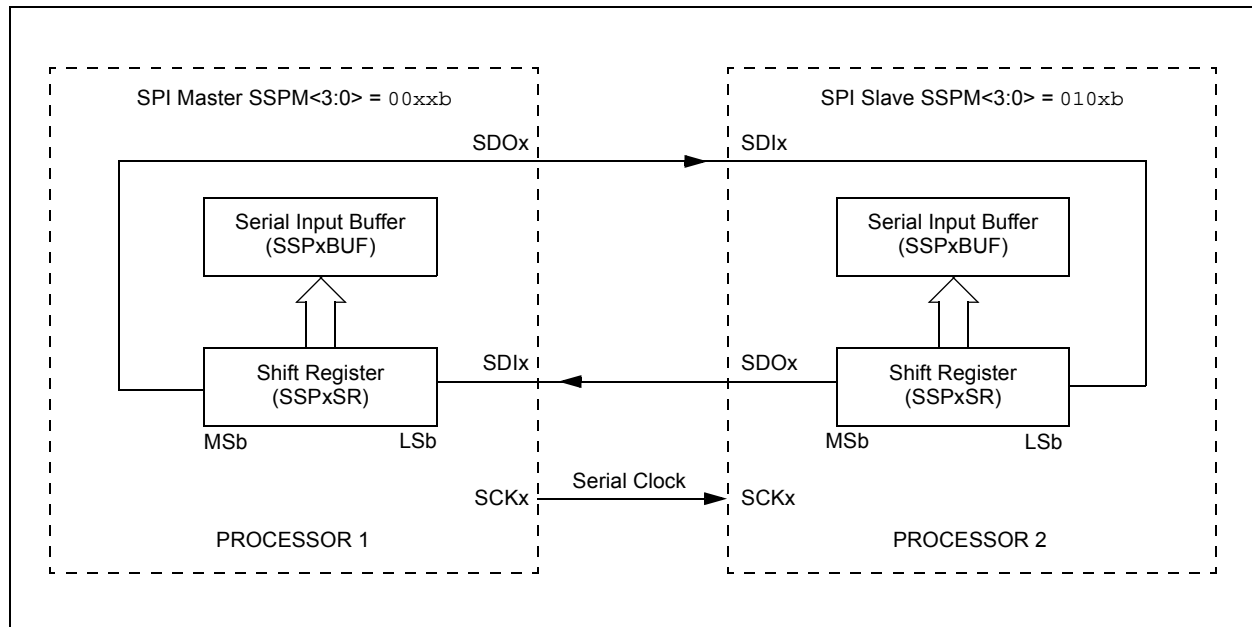 SPI Master SSPM<3:0> = 00xxb
SPI Slave SSPM<3:0> = 010xb
SDOx
SDIx
Serial Input Buffer
(SSPxBUF)
Serial Input Buffer
(SSPxBUF)
Shift Register
(SSPxSR)
SDIx
SDOx
Shift Register
(SSPxSR)
MSb
LSb
MSb
LSb
Serial Clock
SCKx
SCKx
PROCESSOR 1
PROCESSOR 2